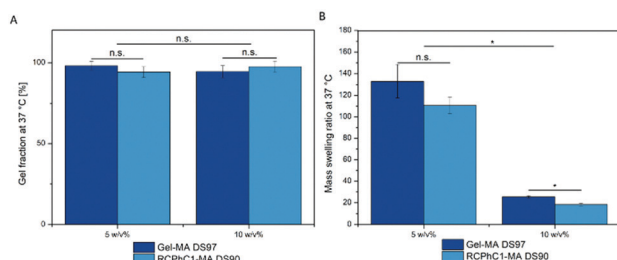 A
n.s.
n.s.
n.s.
Gel fraction at 37 °C [%]
100
50
0
5 w/v%
10 w/v%
Gel-MA DS97
RCPhC1-MA DS90
B
*
n.s.
*
Mass swelling ratio at 37 °C
180
160
140
120
100
80
60
40
20
0
5 w/v%
10 w/v%
Gel-MA DS97
RCPhC1-MA DS90